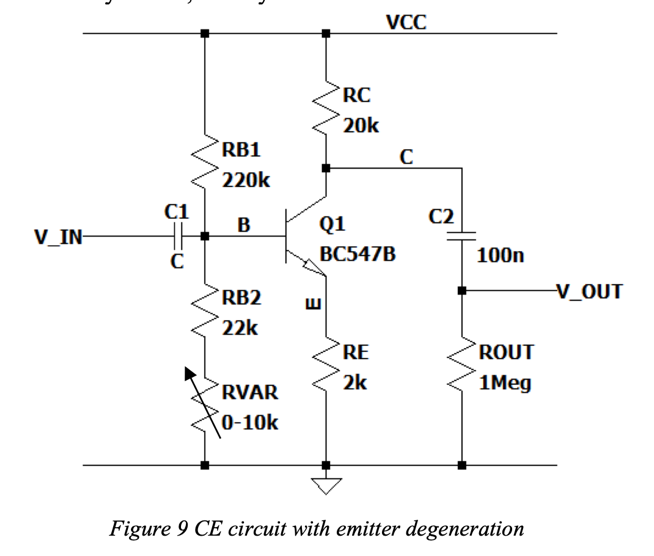 VCC
RC
20k
RB1
220k
C
C1
C
V_IN
B
Q1
BC547B
C2
100n
V_OUT
E
RB2
22k
RE
2k
ROUT
1Meg
RVAR
0-10k
Figure 9 CE circuit with emitter degeneration